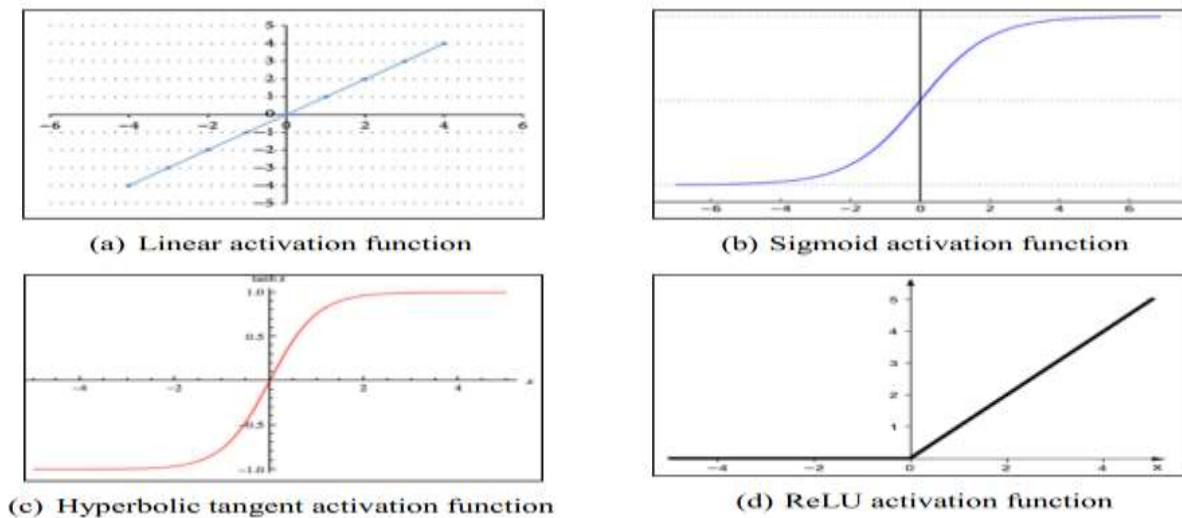 5
4
3
2
1
0
-6 -4 -2 0 2 4 6
-1
-2
-3
-4
-5
(a) Linear activation function
-6 -4 -2 0 2 4 6
(b) Sigmoid activation function
tanh x
1.0
0.5
-4 -2 2 4 x
-0.5
-1.0
(c) Hyperbolic tangent activation function
5
4
3
2
1
-4 -2 0 2 4 X
(d) ReLU activation function